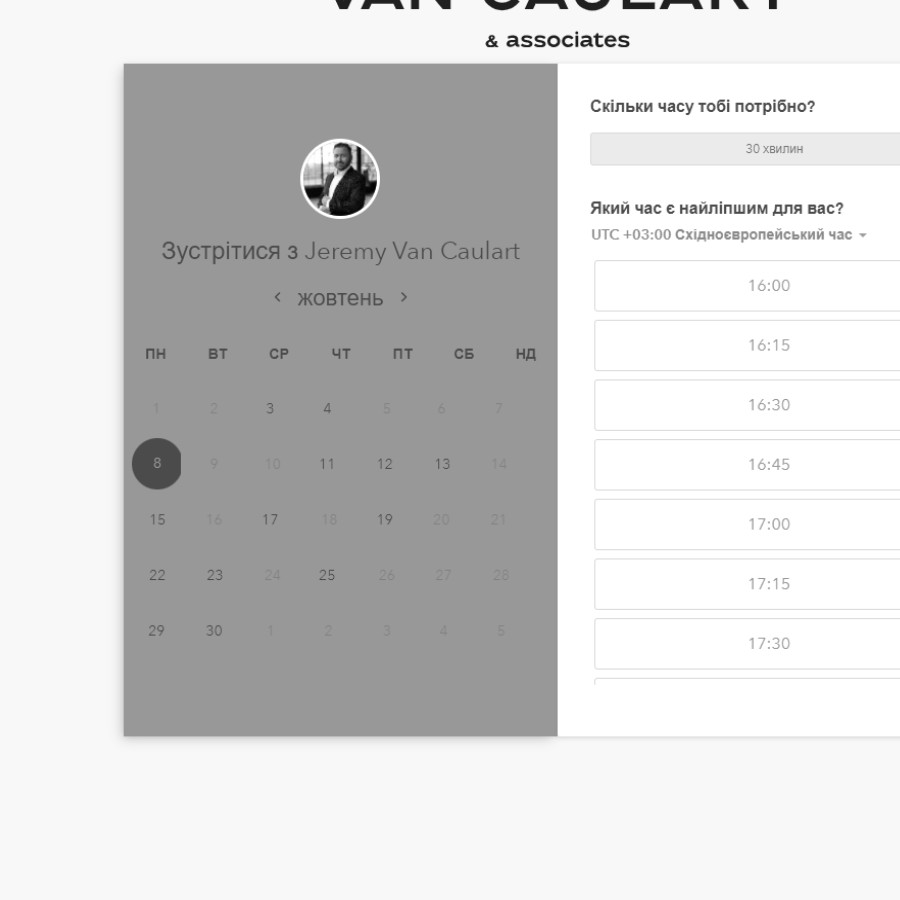 VAN CAULART
& associates
Зустрітися з Jeremy Van Caulart
жовтень
ПН ВТ СР ЧТ ПТ СБ НД
1 2 3 4 5 6 7
8 9 10 11 12 13 14
15 16 17 18 19 20 21
22 23 24 25 26 27 28
29 30 1 2 3 4 5
Скільки часу тобі потрібно?
30 хвилин
Який час є найліпшим для вас?
UTC +03:00 Східноєвропейський час
16:00
16:15
16:30
16:45
17:00
17:15
17:30